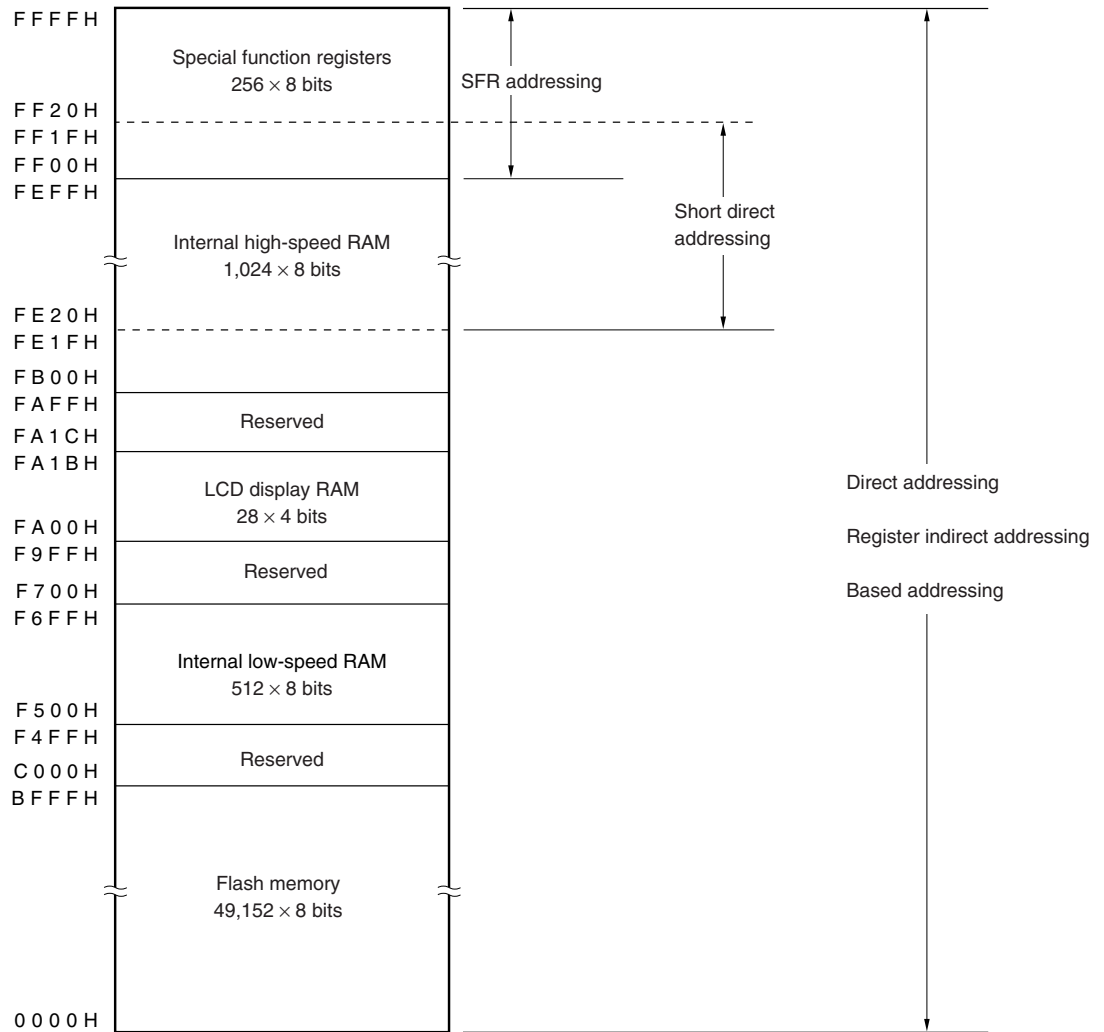 FFFFH
Special function registers
256 × 8 bits
SFR addressing
FF20H
FF1FH
FF00H
FEFFH
Short direct
addressing
Internal high-speed RAM
1,024 × 8 bits
FE20H
FE1FH
FB00H
FAFFH
Reserved
FA1CH
FA1BH
LCD display RAM
28 × 4 bits
Direct addressing
Register indirect addressing
Based addressing
FA00H
F9FFH
Reserved
F700H
F6FFH
Internal low-speed RAM
512 × 8 bits
F500H
F4FFH
Reserved
C000H
BFFFH
Flash memory
49,152 × 8 bits
0000H